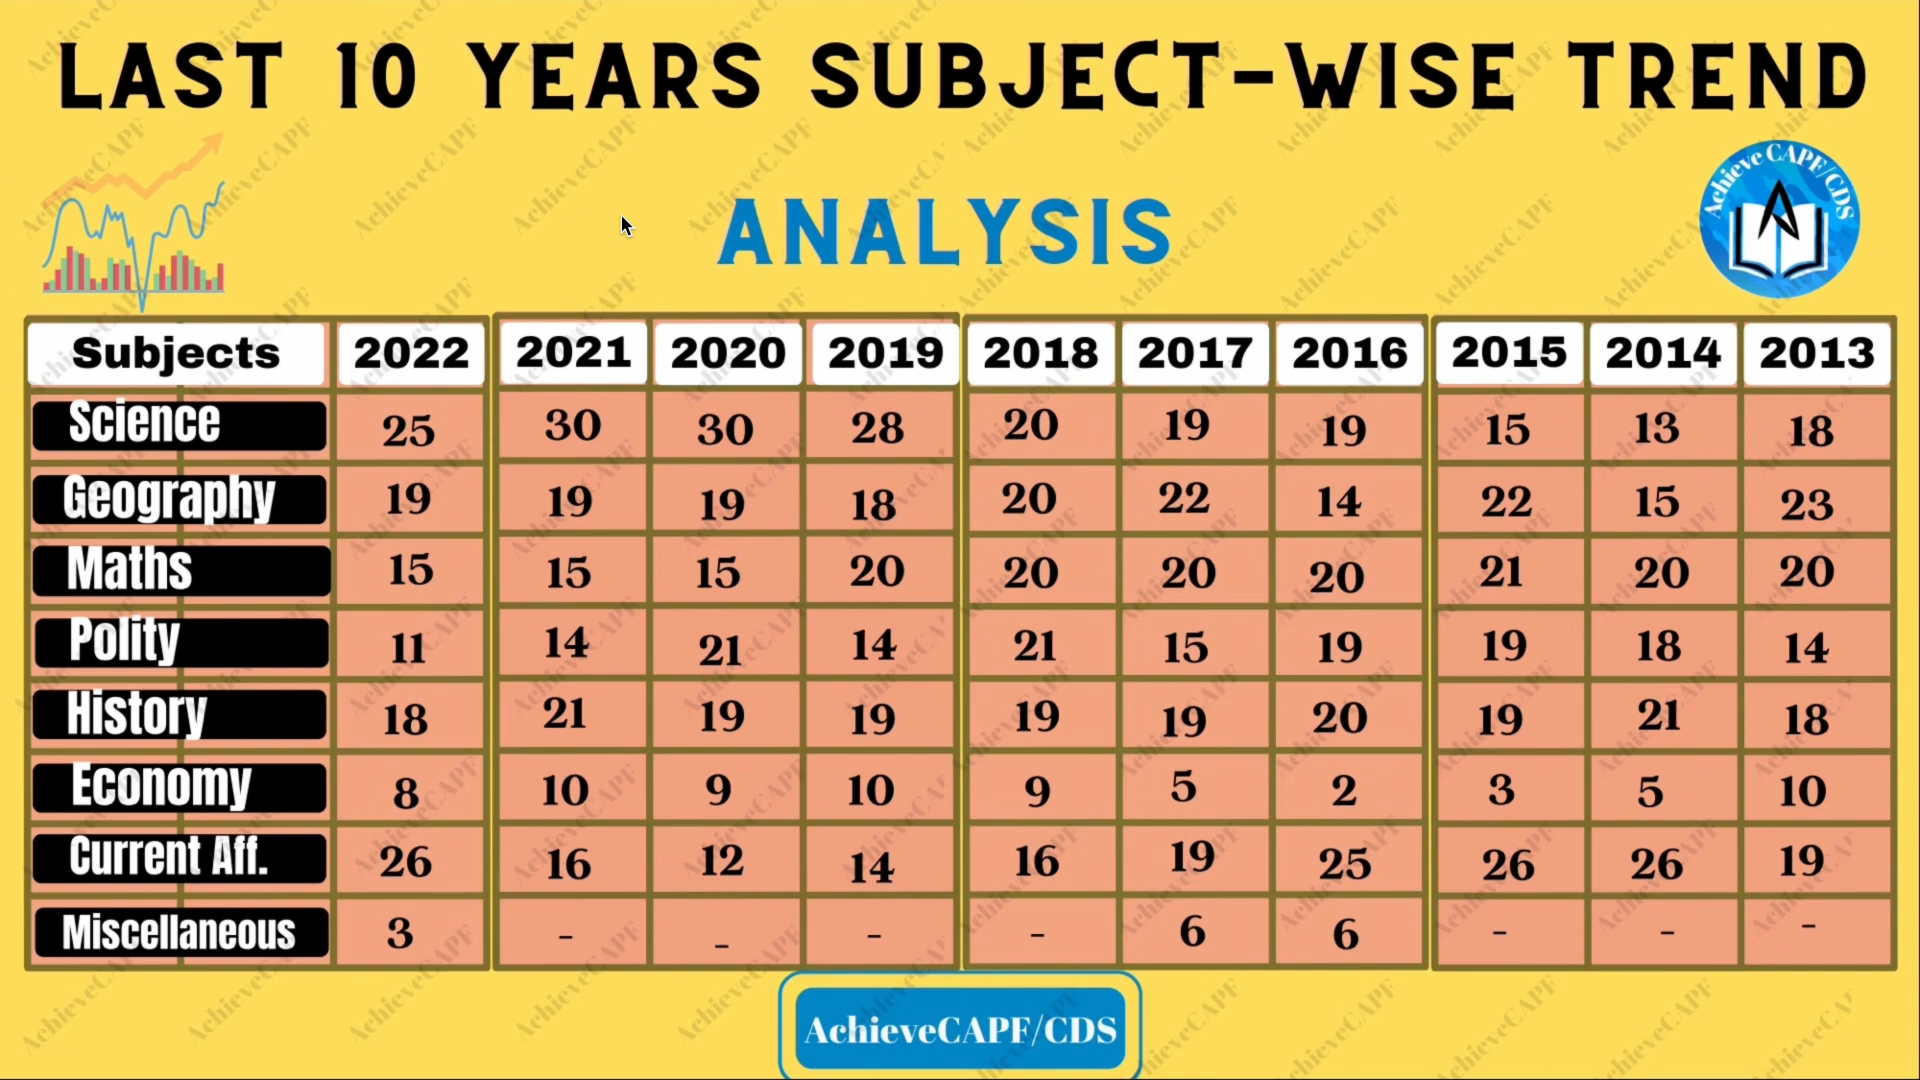 LAST 10 YEARS SUBJECT-WISE TREND
ANALYSIS
Achieve CAPF/CDS
Subjects 2022 2021 2020 2019 2018 2017 2016 2015 2014 2013
Science 25 30 30 28 20 19 19 15 13 18
Geography 19 19 19 18 20 22 14 22 15 23
Maths 15 15 15 20 20 20 20 21 20 20
Polity 11 14 21 14 21 15 19 19 18 14
History 18 21 19 19 19 19 20 19 21 18
Economy 8 10 9 10 9 5 2 3 5 10
Current Aff. 26 16 12 14 16 19 25 26 26 19
Miscellaneous 3 - - - - 6 6 - - -
AchieveCAPF/CDS
AchieveCAPF